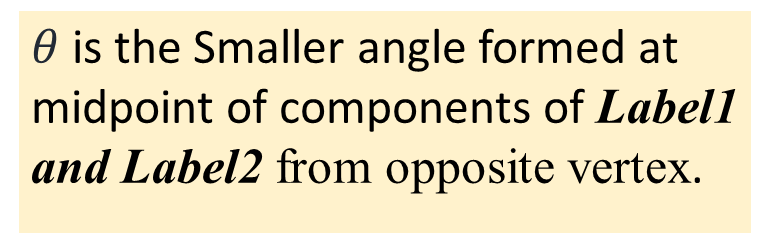 θ is the Smaller angle formed at
midpoint of components of Label1
and Label2 from opposite vertex.